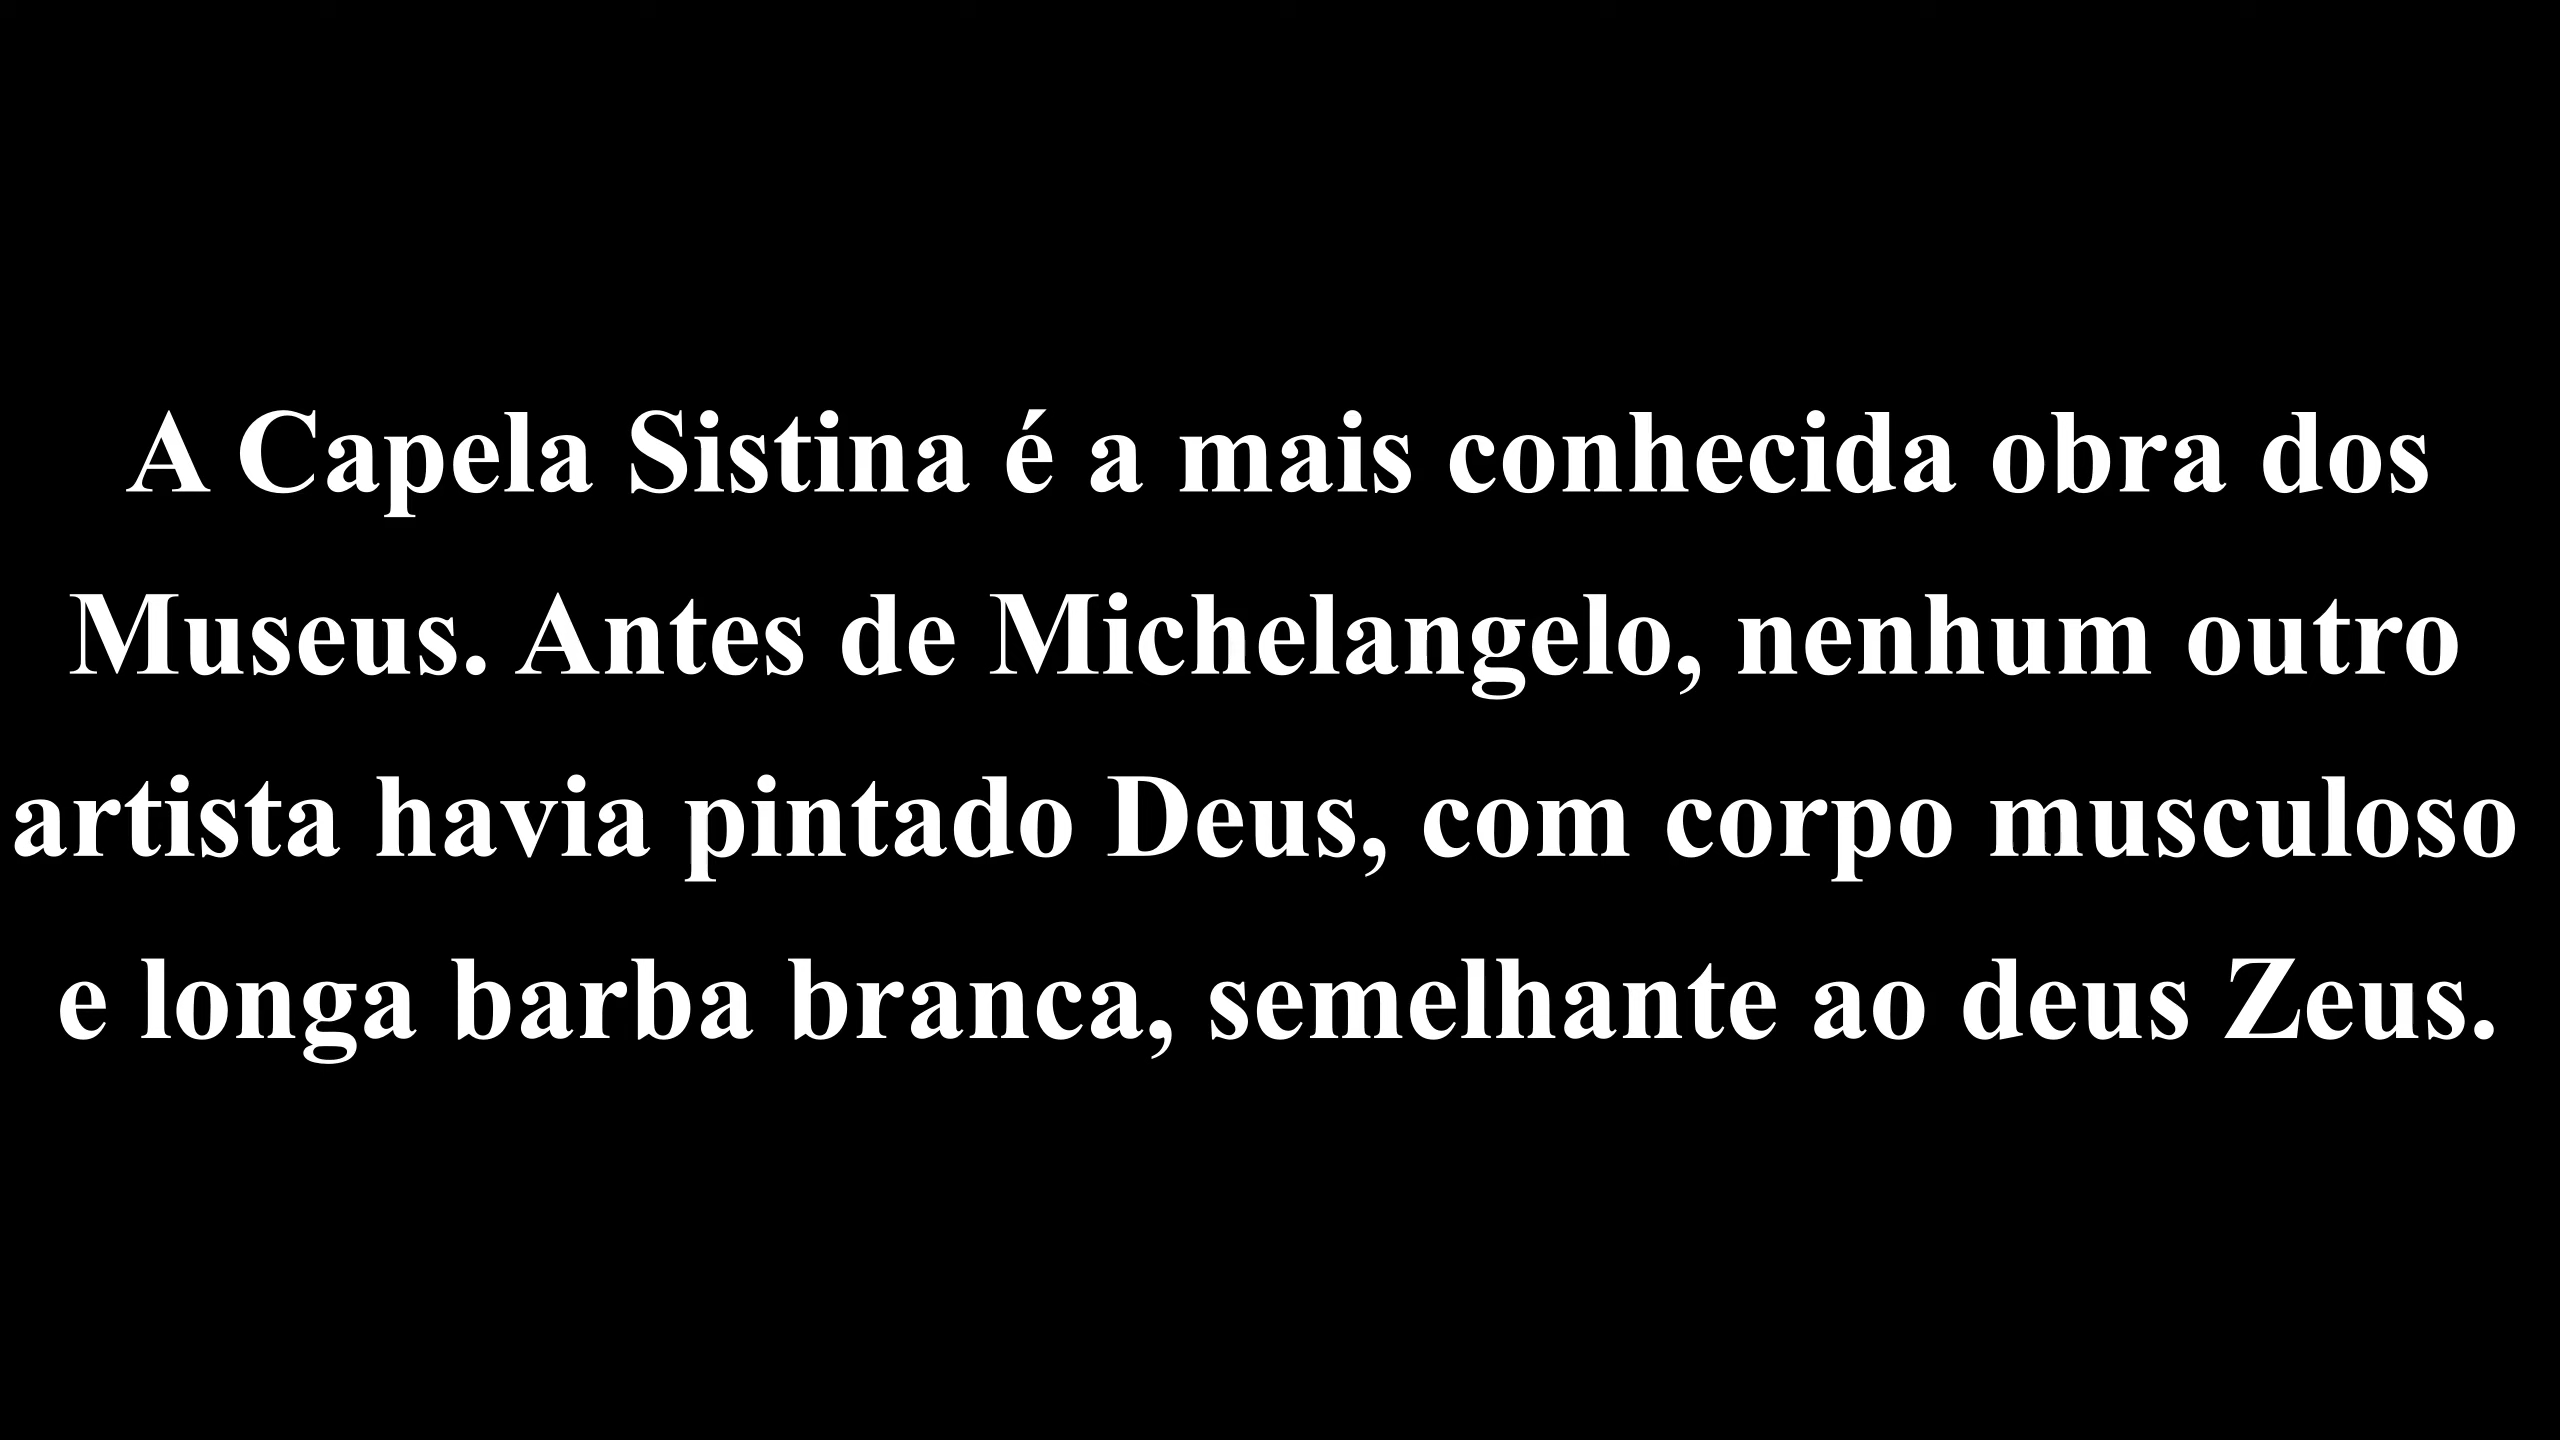 A Capela Sistina é a mais conhecida obra dos
Museus. Antes de Michelangelo, nenhum outro
artista havia pintado Deus, com corpo musculoso
e longa barba branca, semelhante ao deus Zeus.